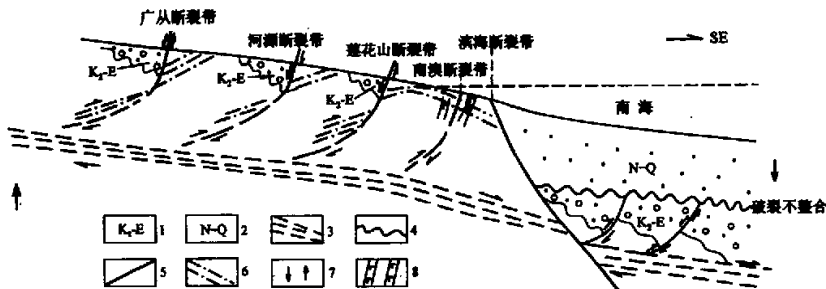 广从断裂带
河源断裂带
莲花山断裂带
滨海断裂带
南澳断裂带
SE
K₂-E
K₂-E
K₂-E
南海
N-Q
破裂不整合
K₂-E
K₂-E 1
N-Q 2
3
4
5
6
7
8